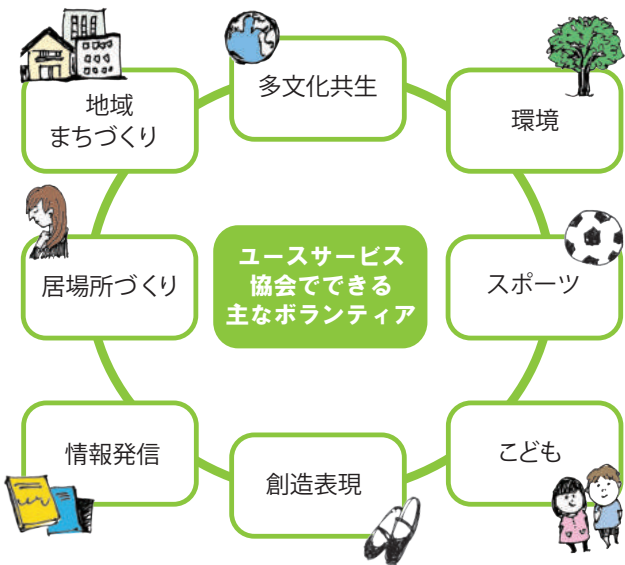 多文化共生
地域
まちづくり
環境
居場所づくり
ユースサービス
協会でできる
主なボランティア
スポーツ
情報発信
創造表現
こども